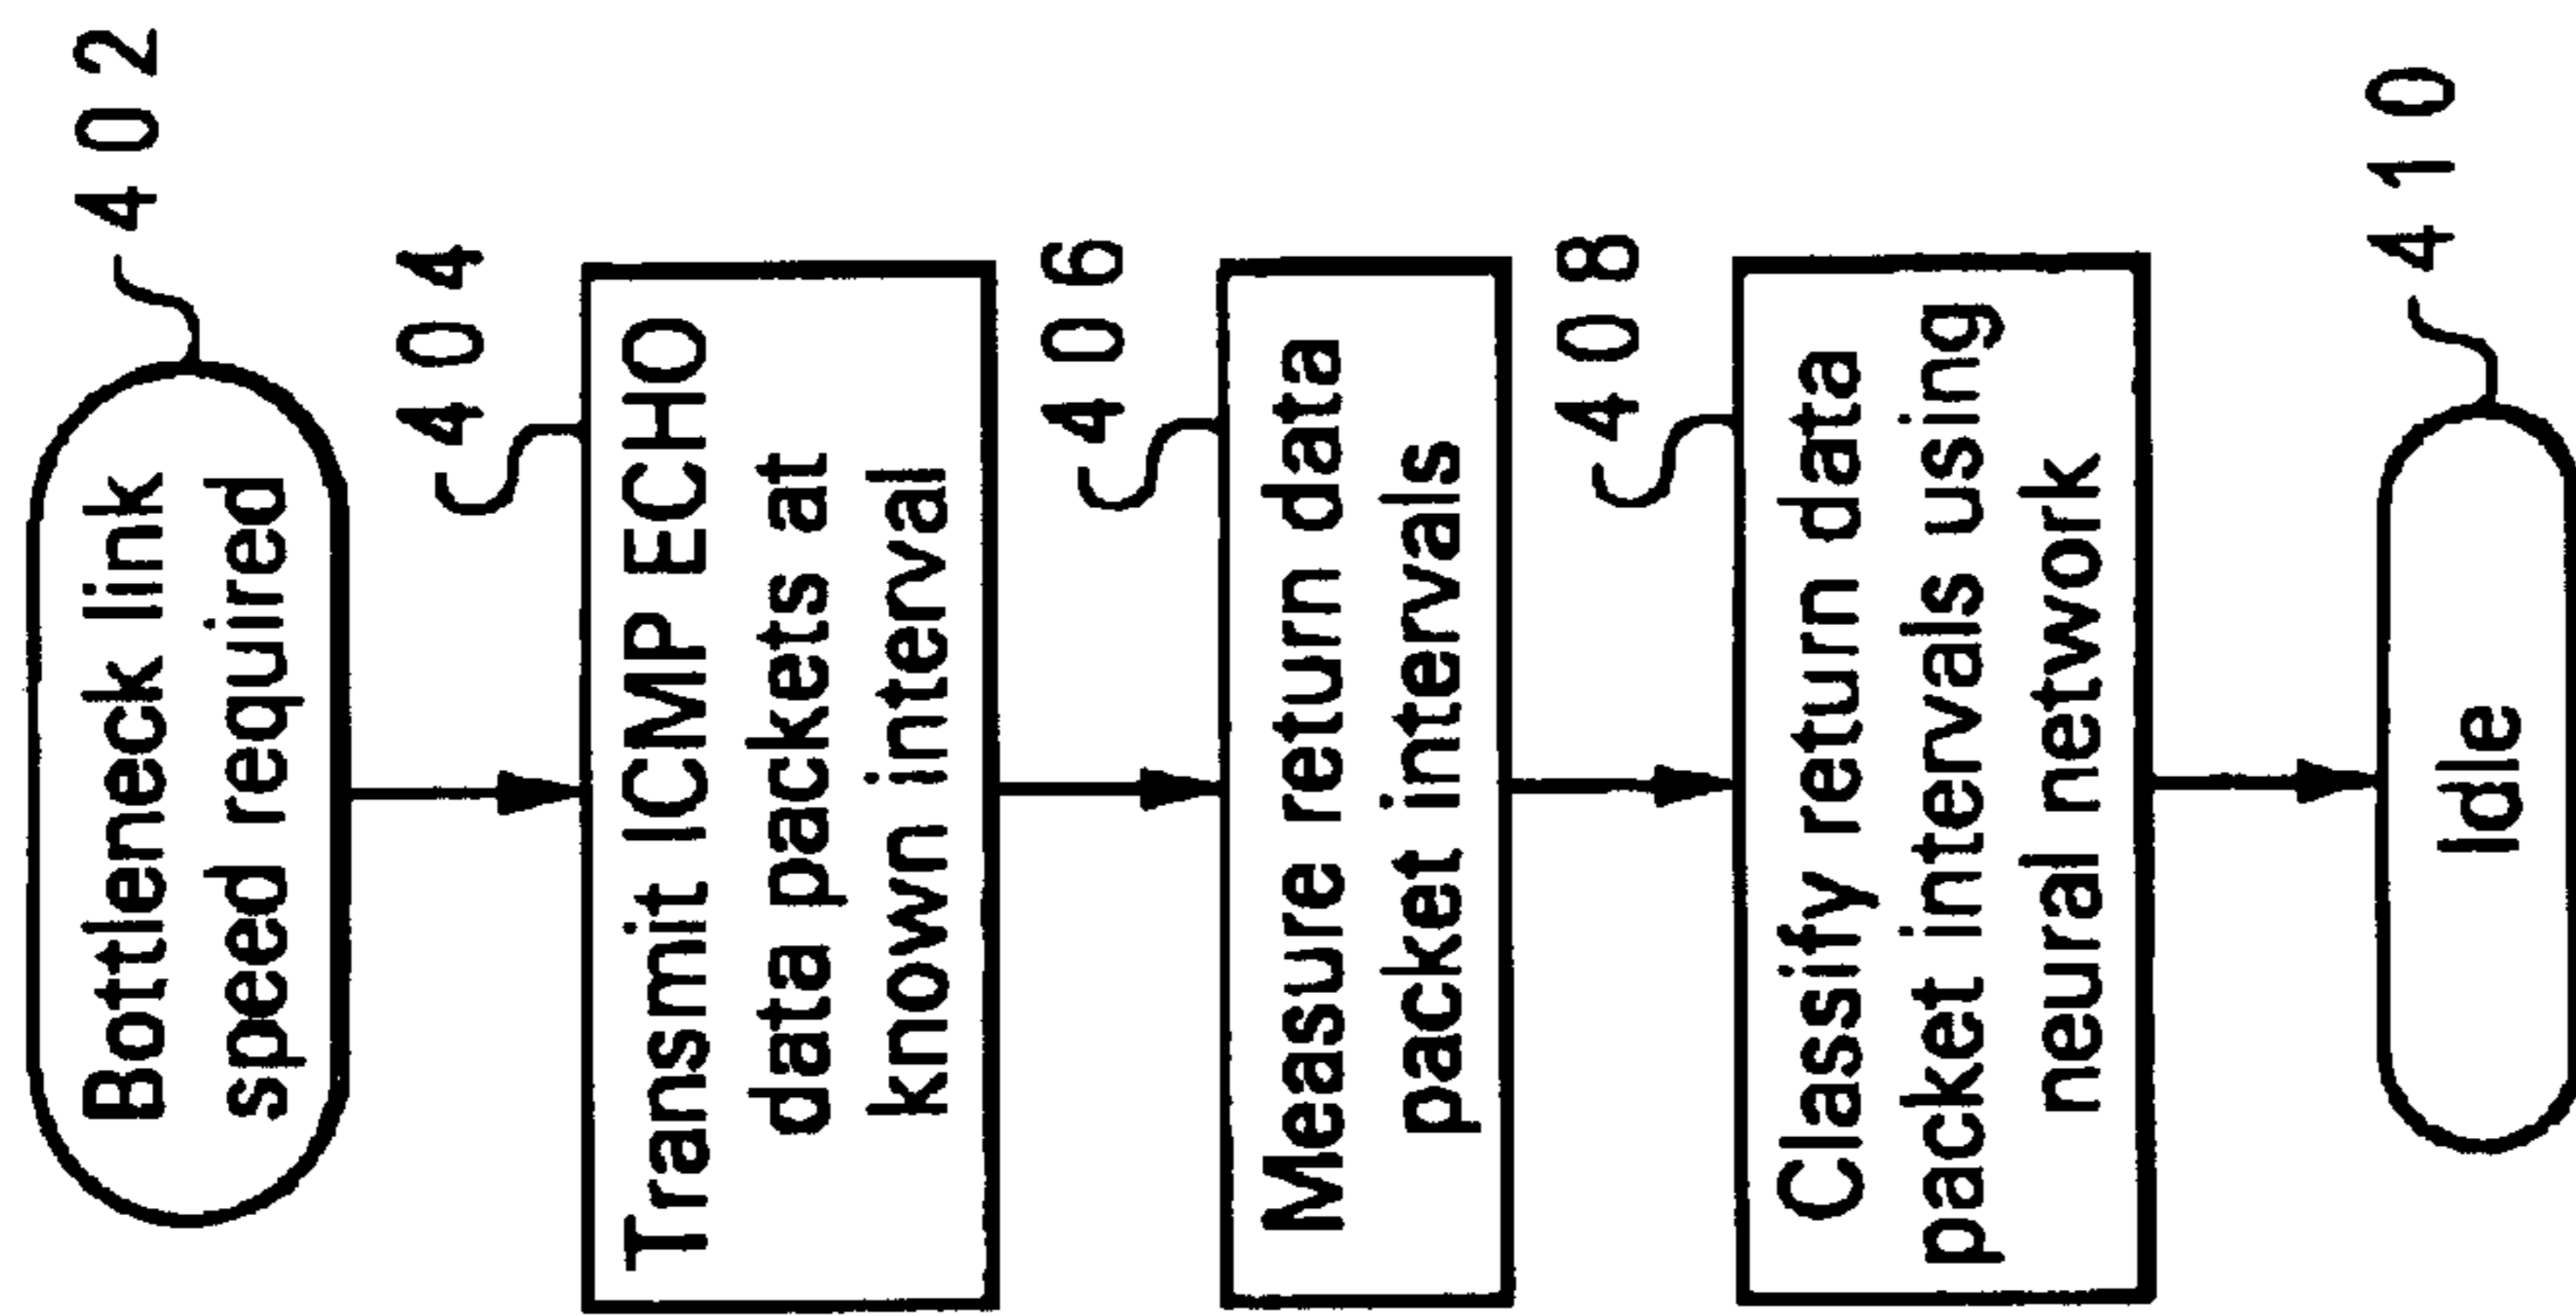 402
Bottleneck link
speed required
404
Transmit ICMP ECHO
data packets at
known interval
406
Measure return data
packet intervals
408
Classify return data
packet intervals using
neural network
410
Idle